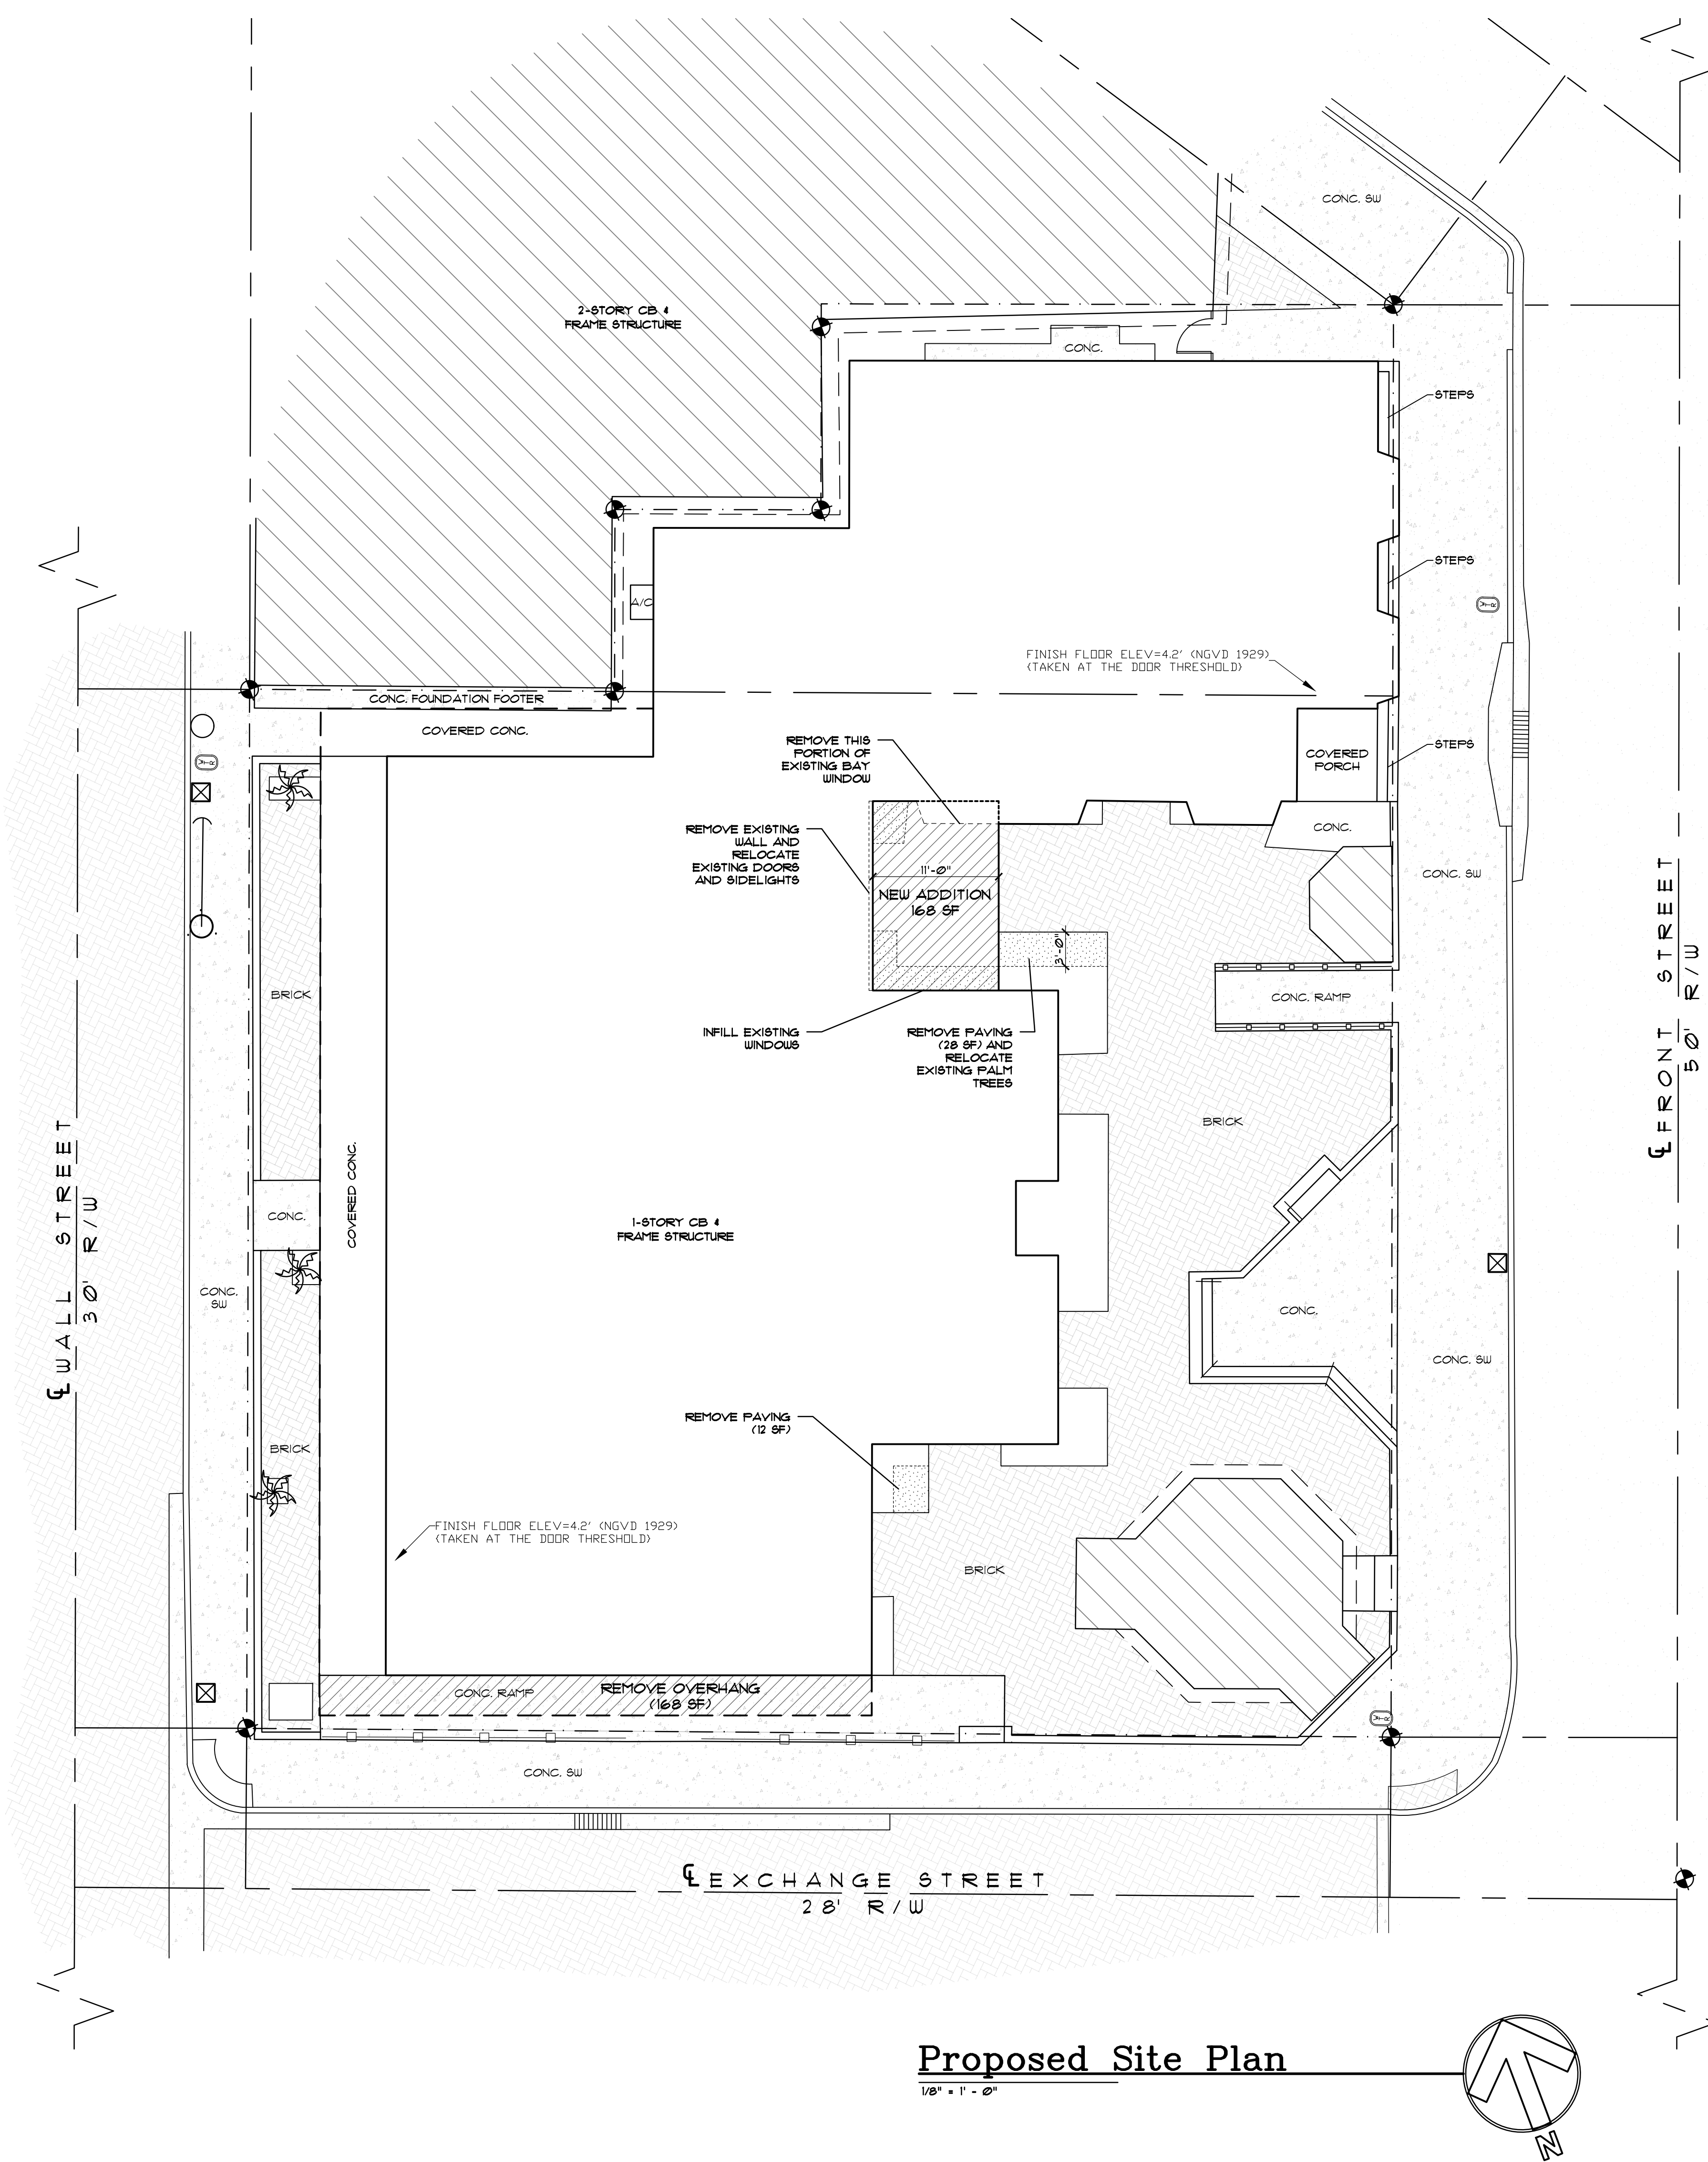 CONC. SW
2-STORY CB &
FRAME STRUCTURE
CONC.
STEPS
STEPS
A/C
FINISH FLOOR ELEV=4.2' (NGVD 1929)
(TAKEN AT THE DOOR THRESHOLD)
CONC. FOUNDATION FOOTER
COVERED CONC.
REMOVE THIS
PORTION OF
EXISTING BAY
WINDOW
COVERED
PORCH
STEPS
REMOVE EXISTING
WALL AND
RELOCATE
EXISTING DOORS
AND SIDELIGHTS
11'-0"
NEW ADDITION
168 SF
3'-0"
CONC.
CONC. SW
CONC. RAMP
BRICK
INFILL EXISTING
WINDOWS
REMOVE PAVING
(28 SF) AND
RELOCATE
EXISTING PALM
TREES
BRICK
COVERED CONC.
CONC.
1-STORY CB &
FRAME STRUCTURE
CONC.
SW
CONC.
CONC. SW
℄ WALL STREET
30' R/W
℄ FRONT STREET
50' R/W
BRICK
REMOVE PAVING
(12 SF)
FINISH FLOOR ELEV=4.2' (NGVD 1929)
(TAKEN AT THE DOOR THRESHOLD)
BRICK
CONC. RAMP
REMOVE OVERHANG
(168 SF)
CONC. SW
℄ EXCHANGE STREET
28' R/W
Proposed Site Plan
1/8" = 1' - 0"
N